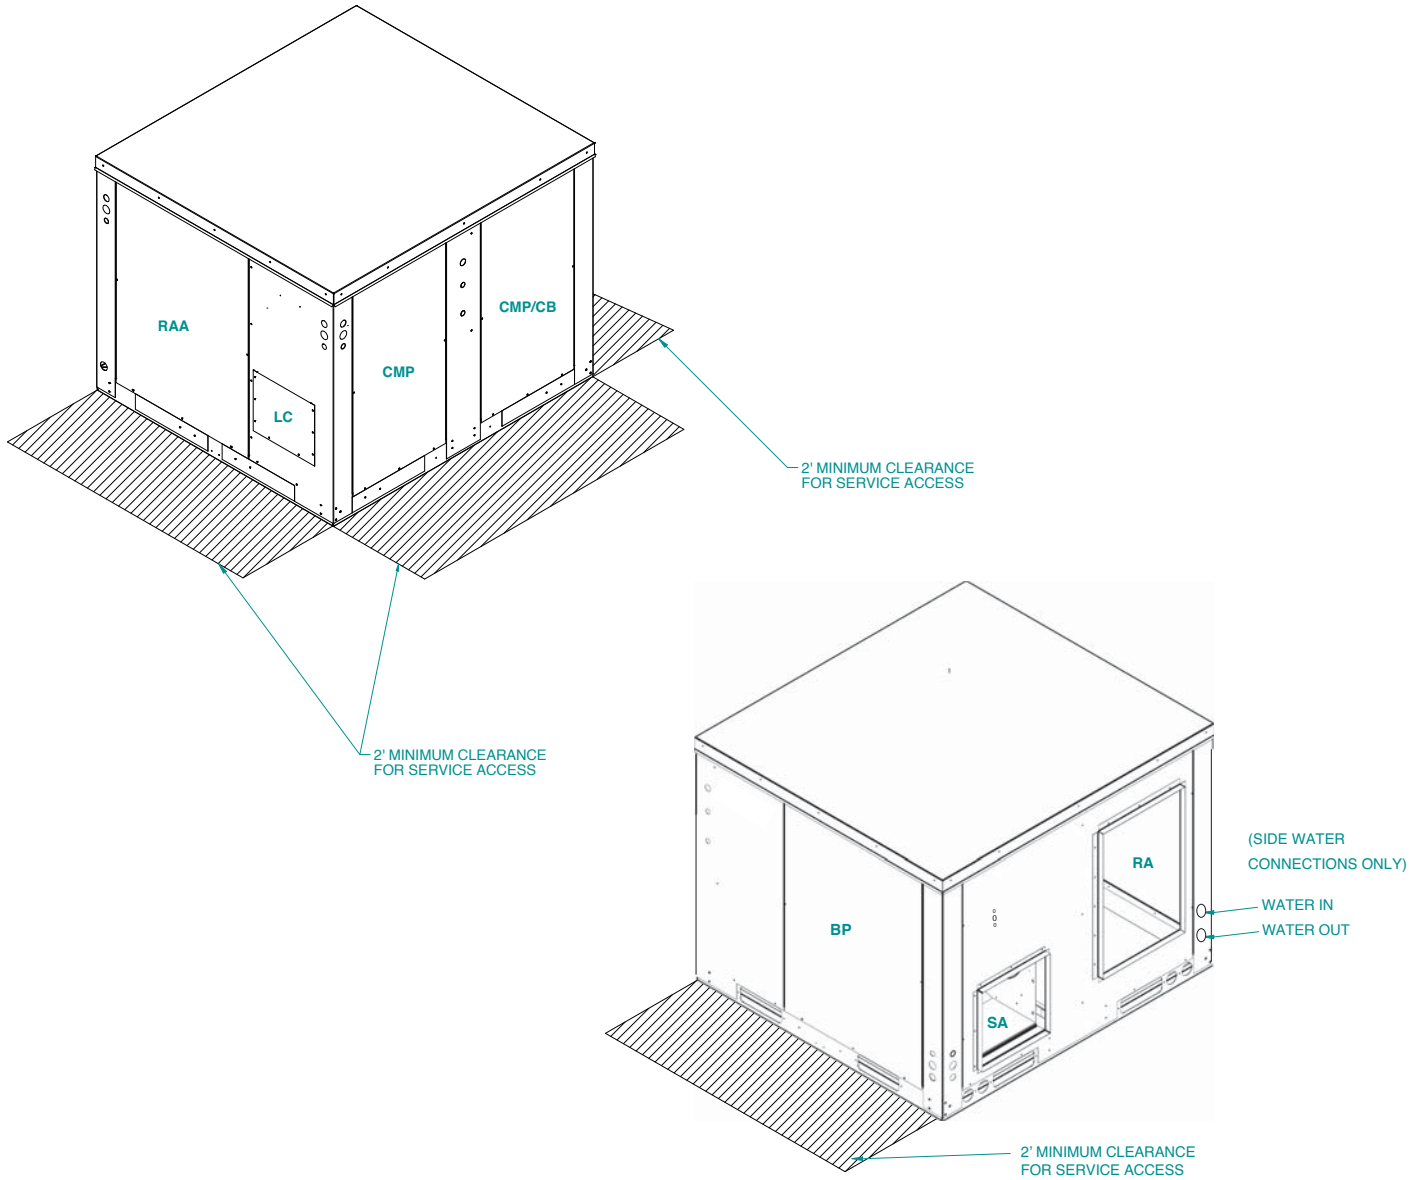 RAA
LC
CMP
CMP/CB
2' MINIMUM CLEARANCE
FOR SERVICE ACCESS
2' MINIMUM CLEARANCE
FOR SERVICE ACCESS
BP
SA
RA
(SIDE WATER
CONNECTIONS ONLY)
WATER IN
WATER OUT
2' MINIMUM CLEARANCE
FOR SERVICE ACCESS